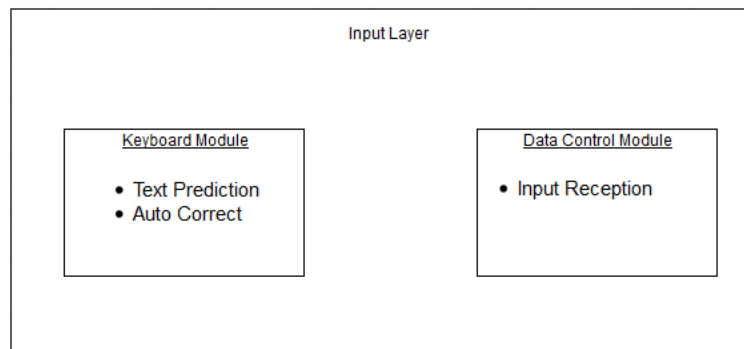 Input Layer
Keyboard Module
• Text Prediction
• Auto Correct
Data Control Module
• Input Reception